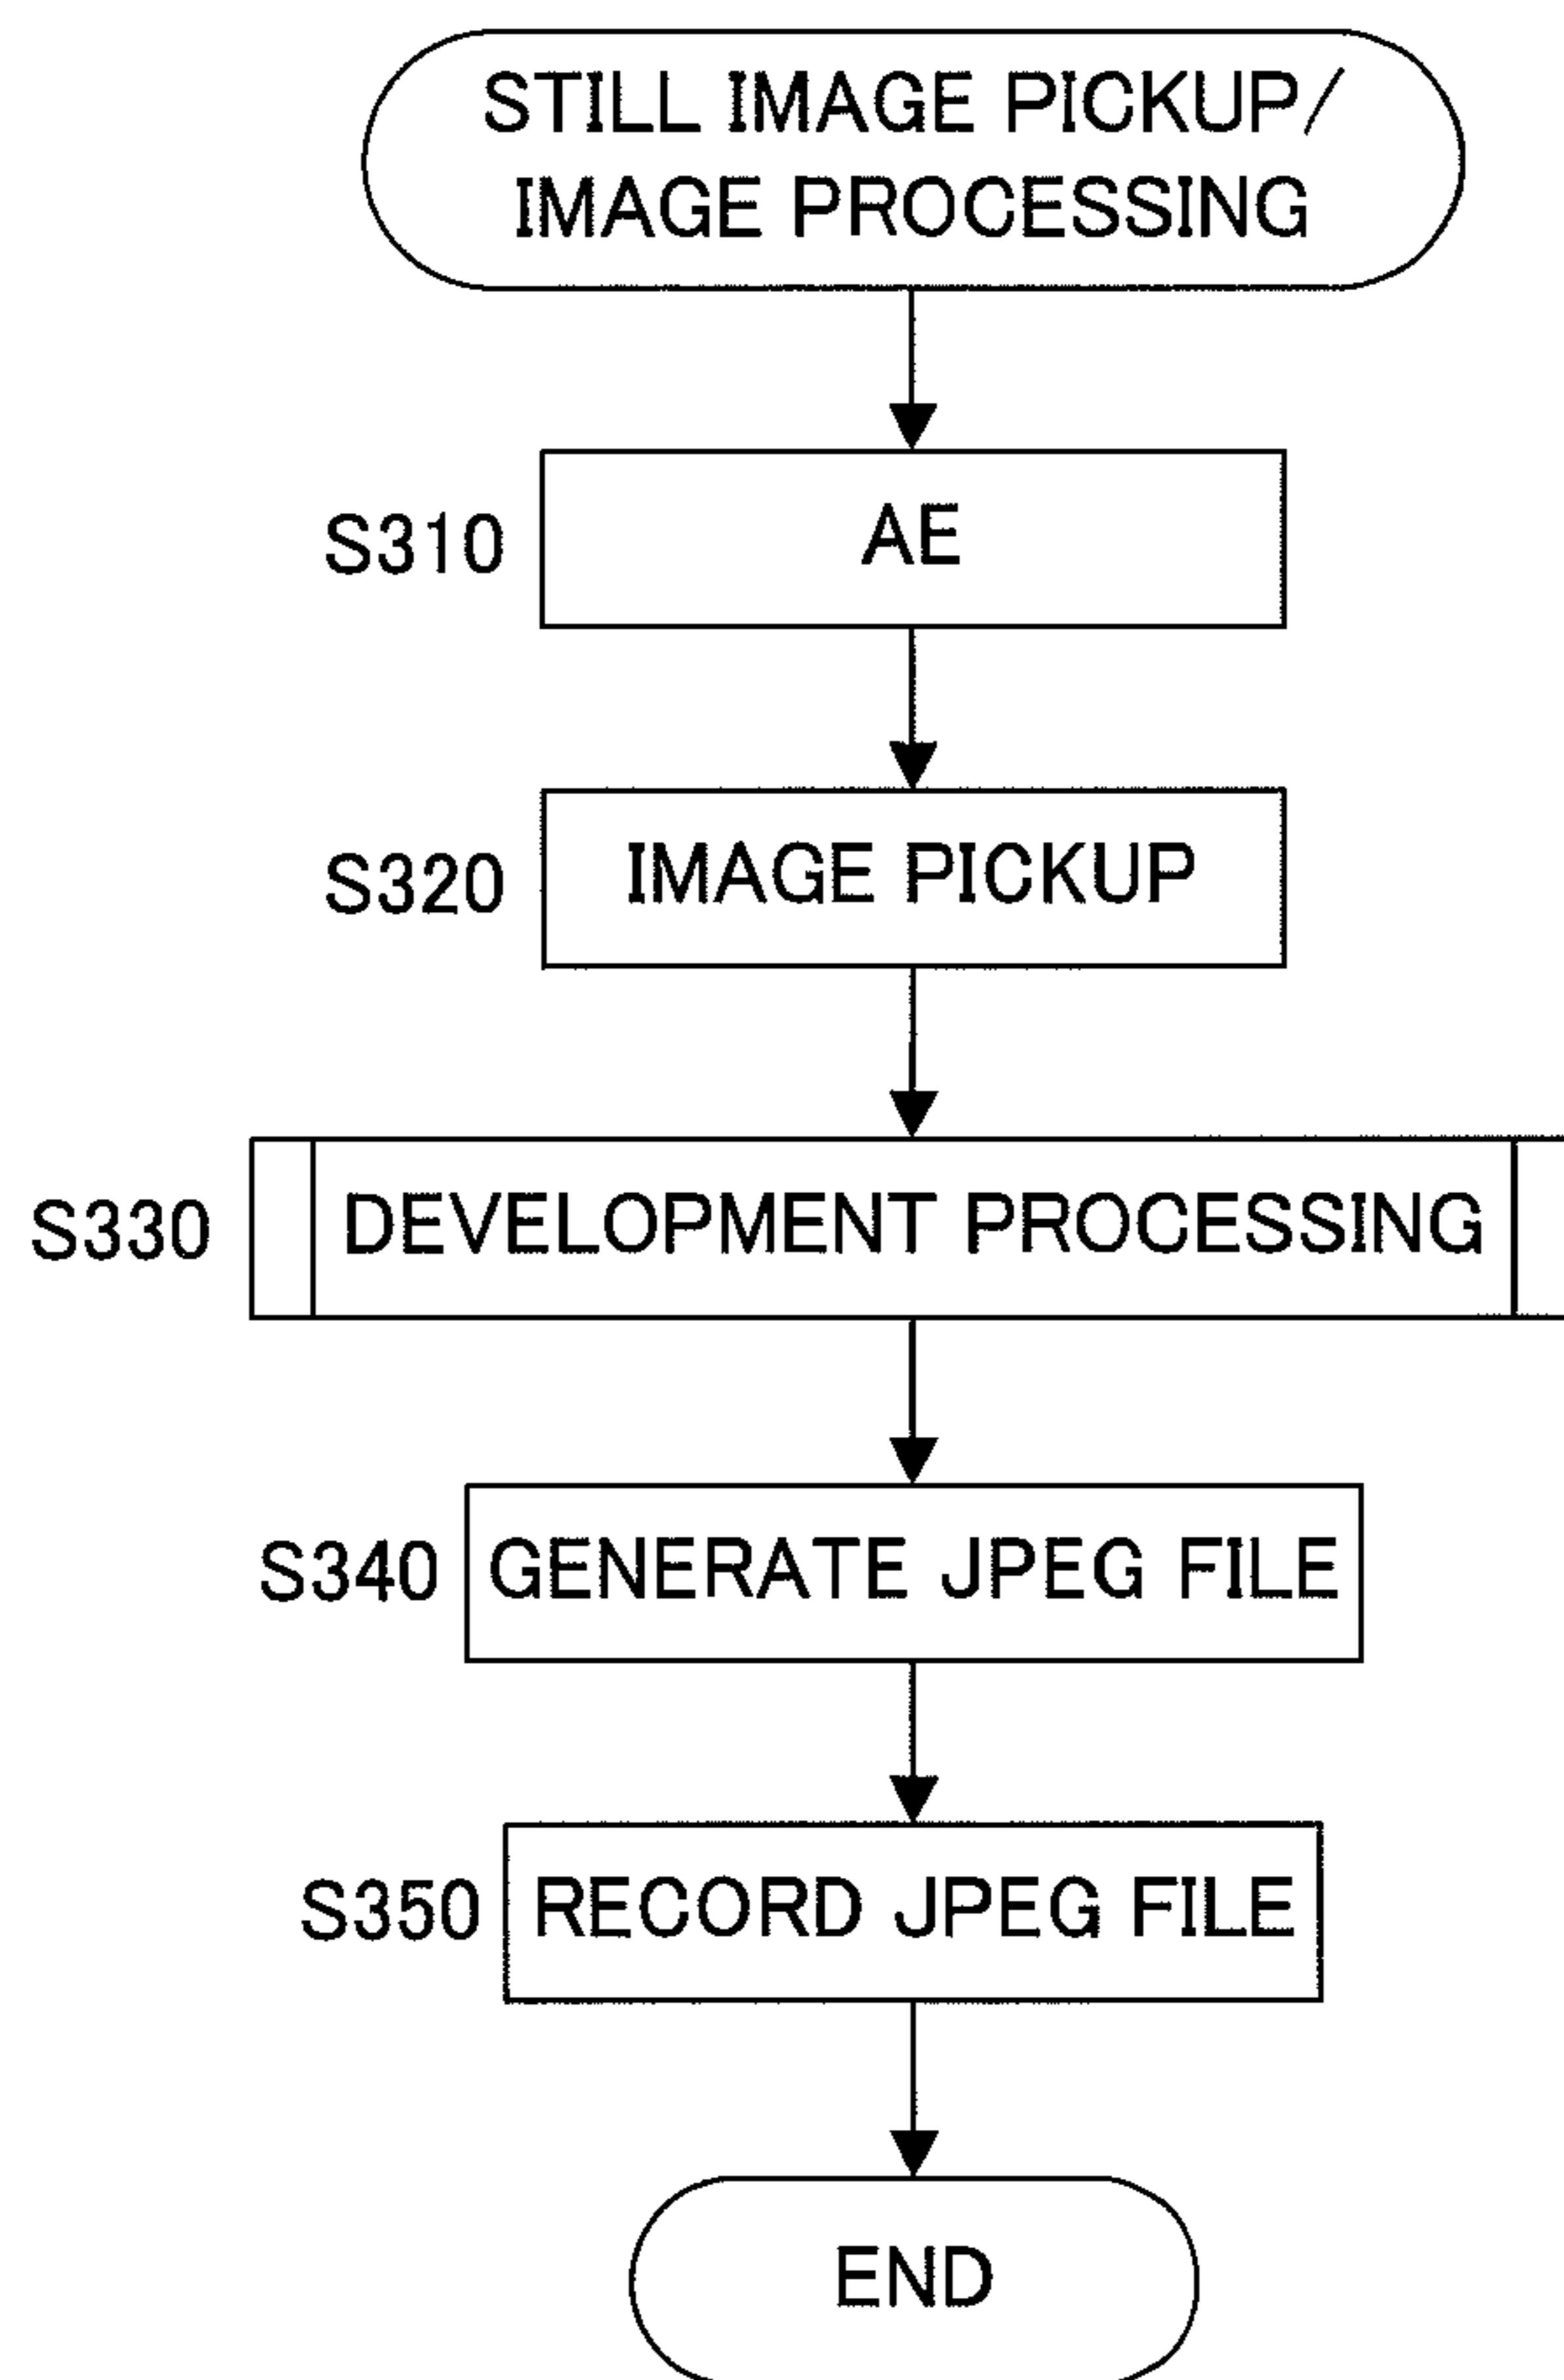 STILL IMAGE PICKUP/
IMAGE PROCESSING
S310
AE
S320
IMAGE PICKUP
S330
DEVELOPMENT PROCESSING
S340
GENERATE JPEG FILE
S350
RECORD JPEG FILE
END